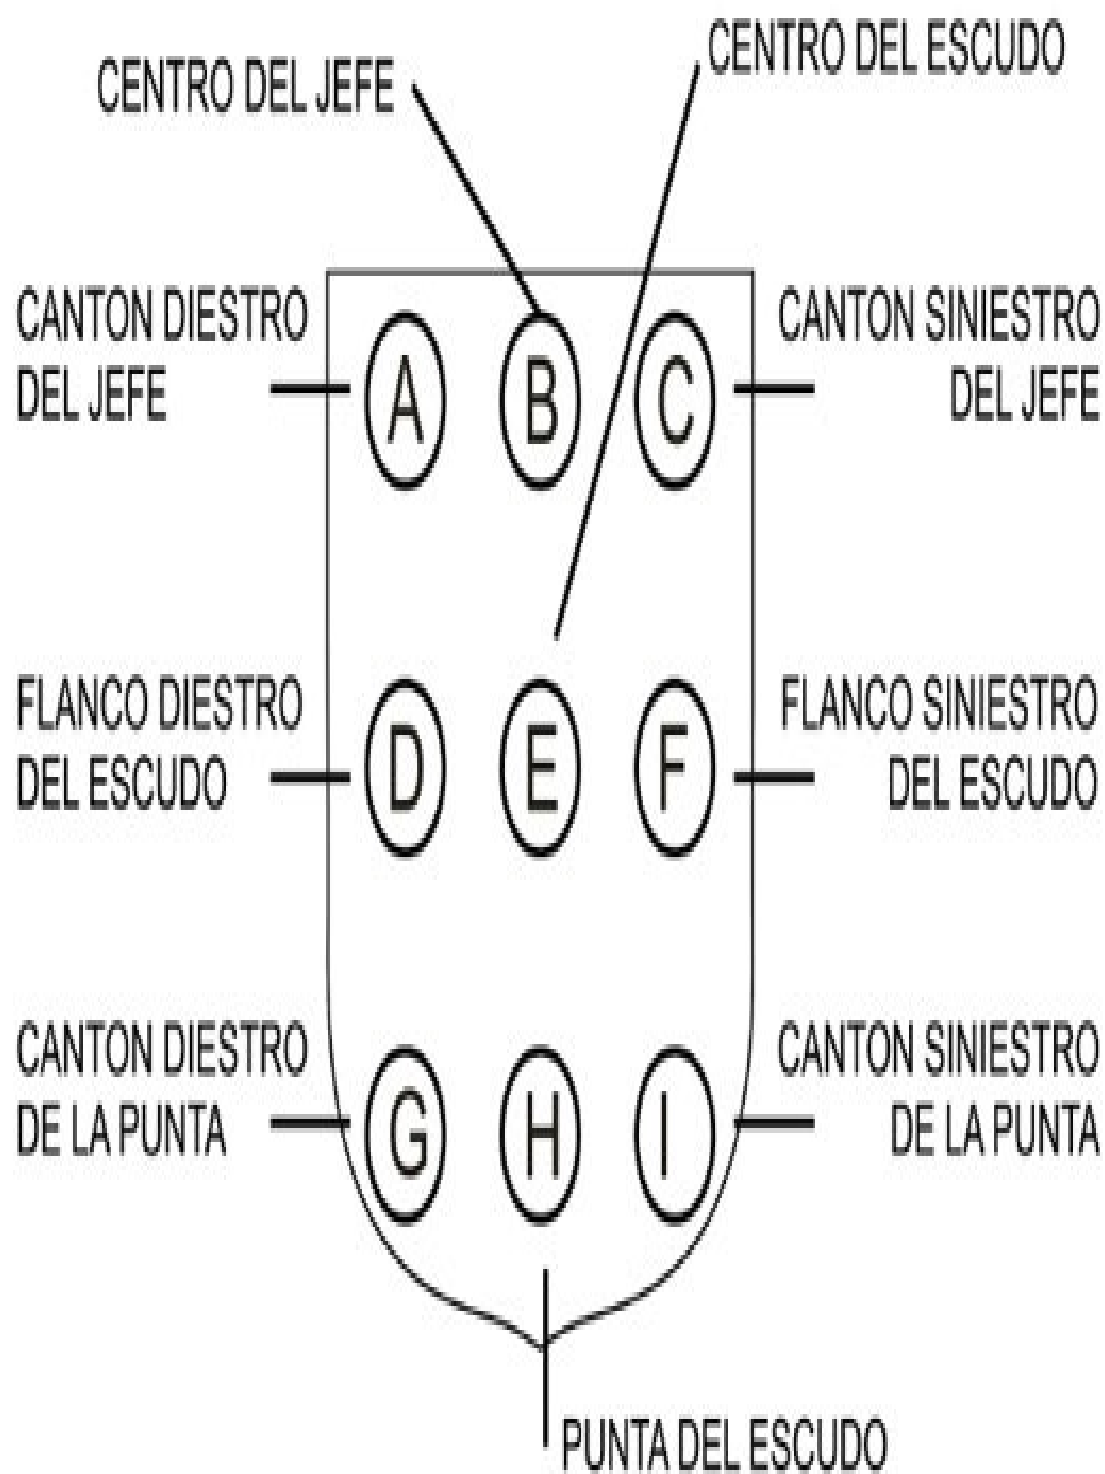 CENTRO DEL ESCUDO
CENTRO DEL JEFE
CANTON DIESTRO
DEL JEFE
A
B
C
CANTON SINIESTRO
DEL JEFE
FLANCO DIESTRO
DEL ESCUDO
D
E
F
FLANCO SINIESTRO
DEL ESCUDO
CANTON DIESTRO
DE LA PUNTA
G
H
I
CANTON SINIESTRO
DE LA PUNTA
PUNTA DEL ESCUDO